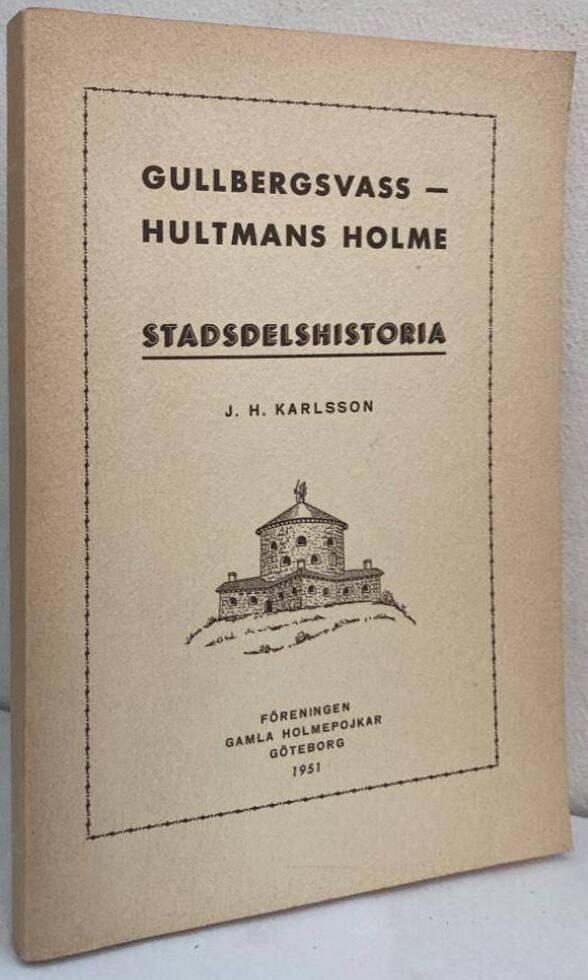 GULLBERGSVASS —
HULTMANS HOLME
STADSDELSHISTORIA
J. H. KARLSSON
FÖRENINGEN
GAMLA HOLMEPOJKAR
GÖTEBORG
1951